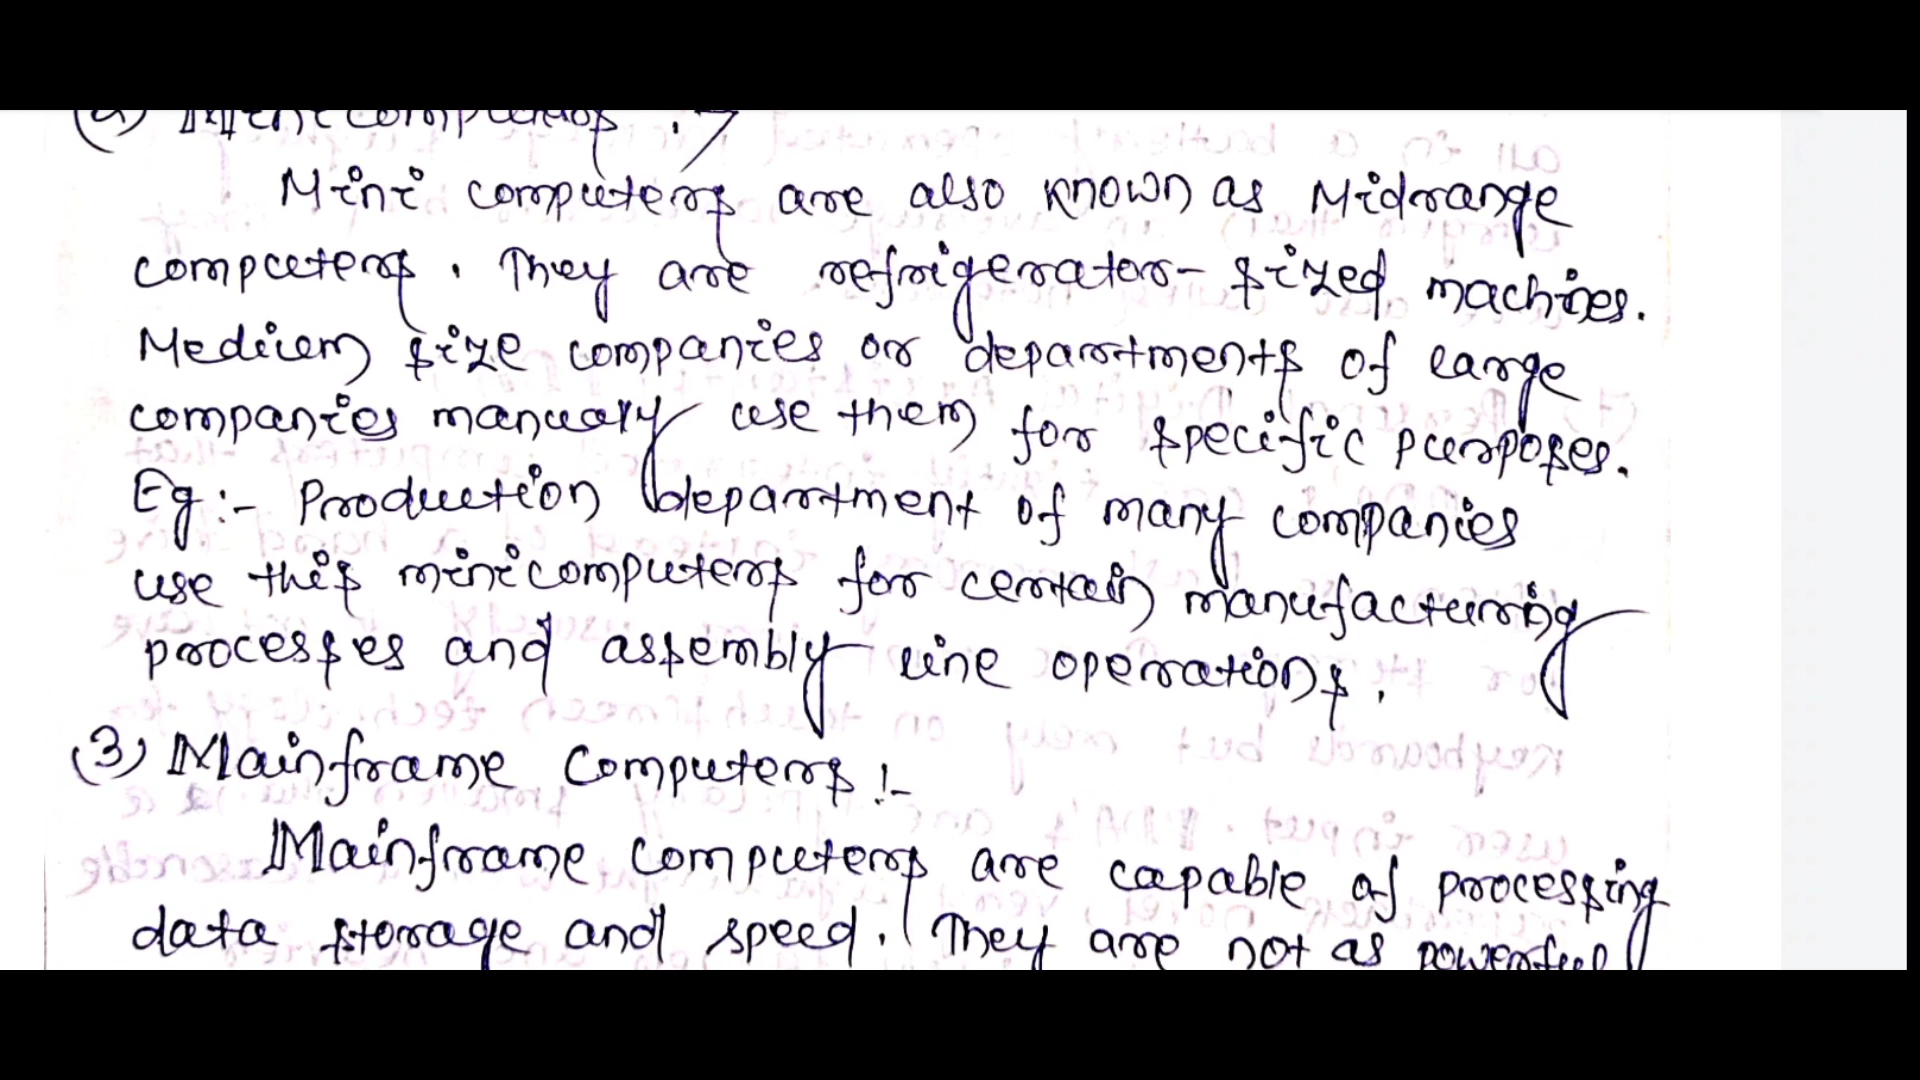 Minicomputers :-
Mini computers are also known as Midrange
computers. They are refrigerator-sized machines.
Medium size companies or departments of large
companies manualy use them for specific purposes.
Eg:- Production department of many companies
use this minicomputers for certain manufacturing
processes and assembly line operations.
(3) Mainframe Computers :-
Mainframe computers are capable of processing
data storage and speed. They are not as powerful